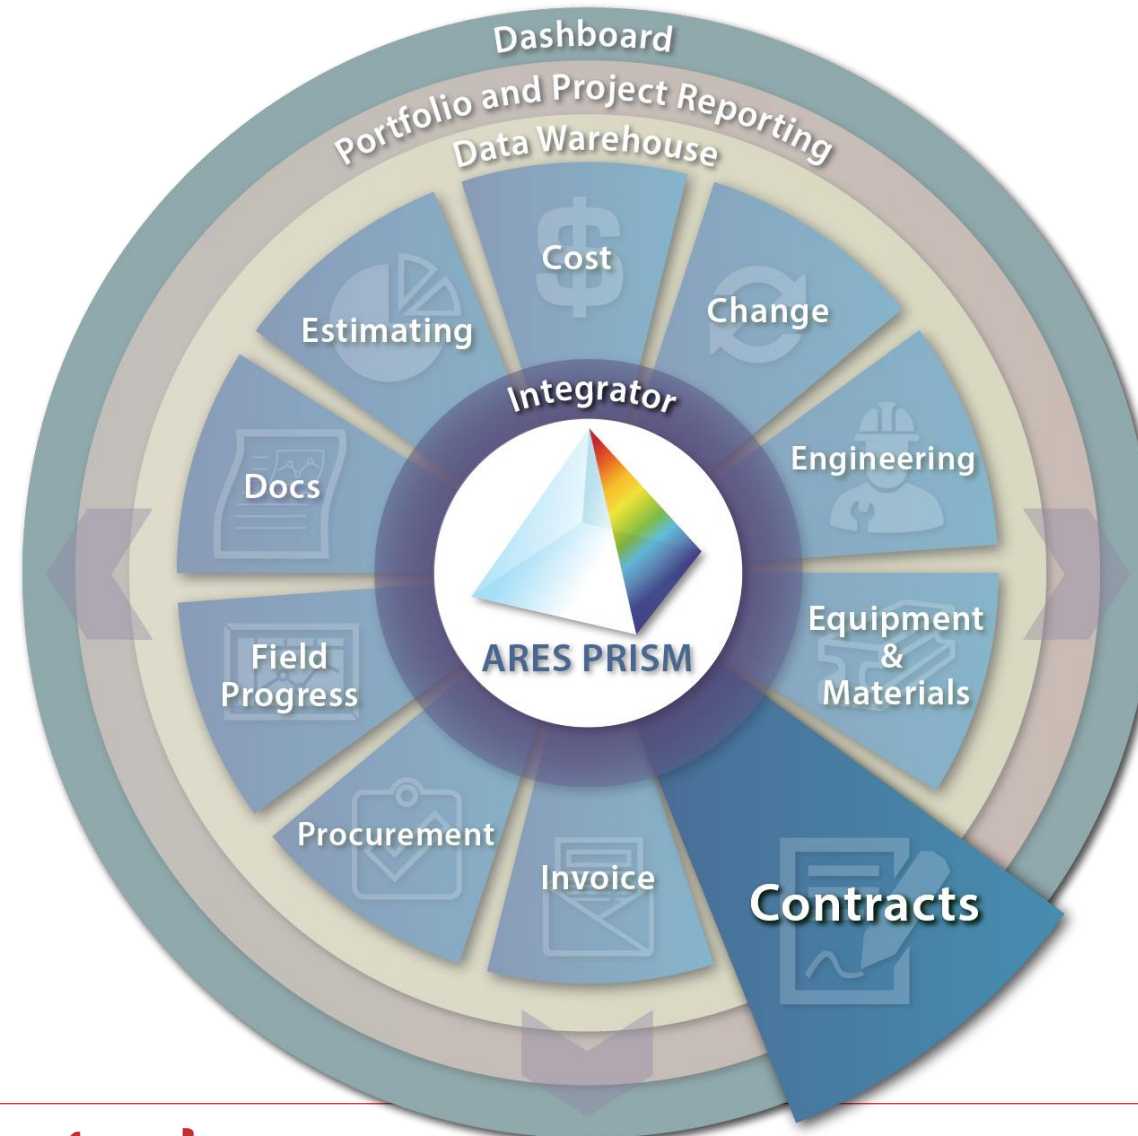 Dashboard
Portfolio and Project Reporting
Data Warehouse
Cost
Change
Estimating
Integrator
Engineering
Docs
Equipment
&
Materials
ARES PRISM
Field
Progress
Procurement
Invoice
Contracts